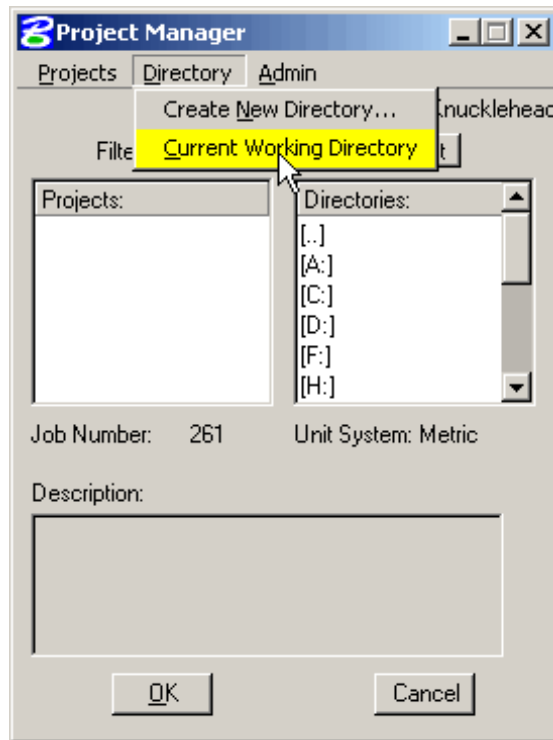 Project Manager
Projects Directory Admin
Create New Directory...
Current Working Directory
Projects: Directories:
[..]
[A:]
[C:]
[D:]
[F:]
[H:]
Job Number: 261 Unit System: Metric
Description:
OK Cancel